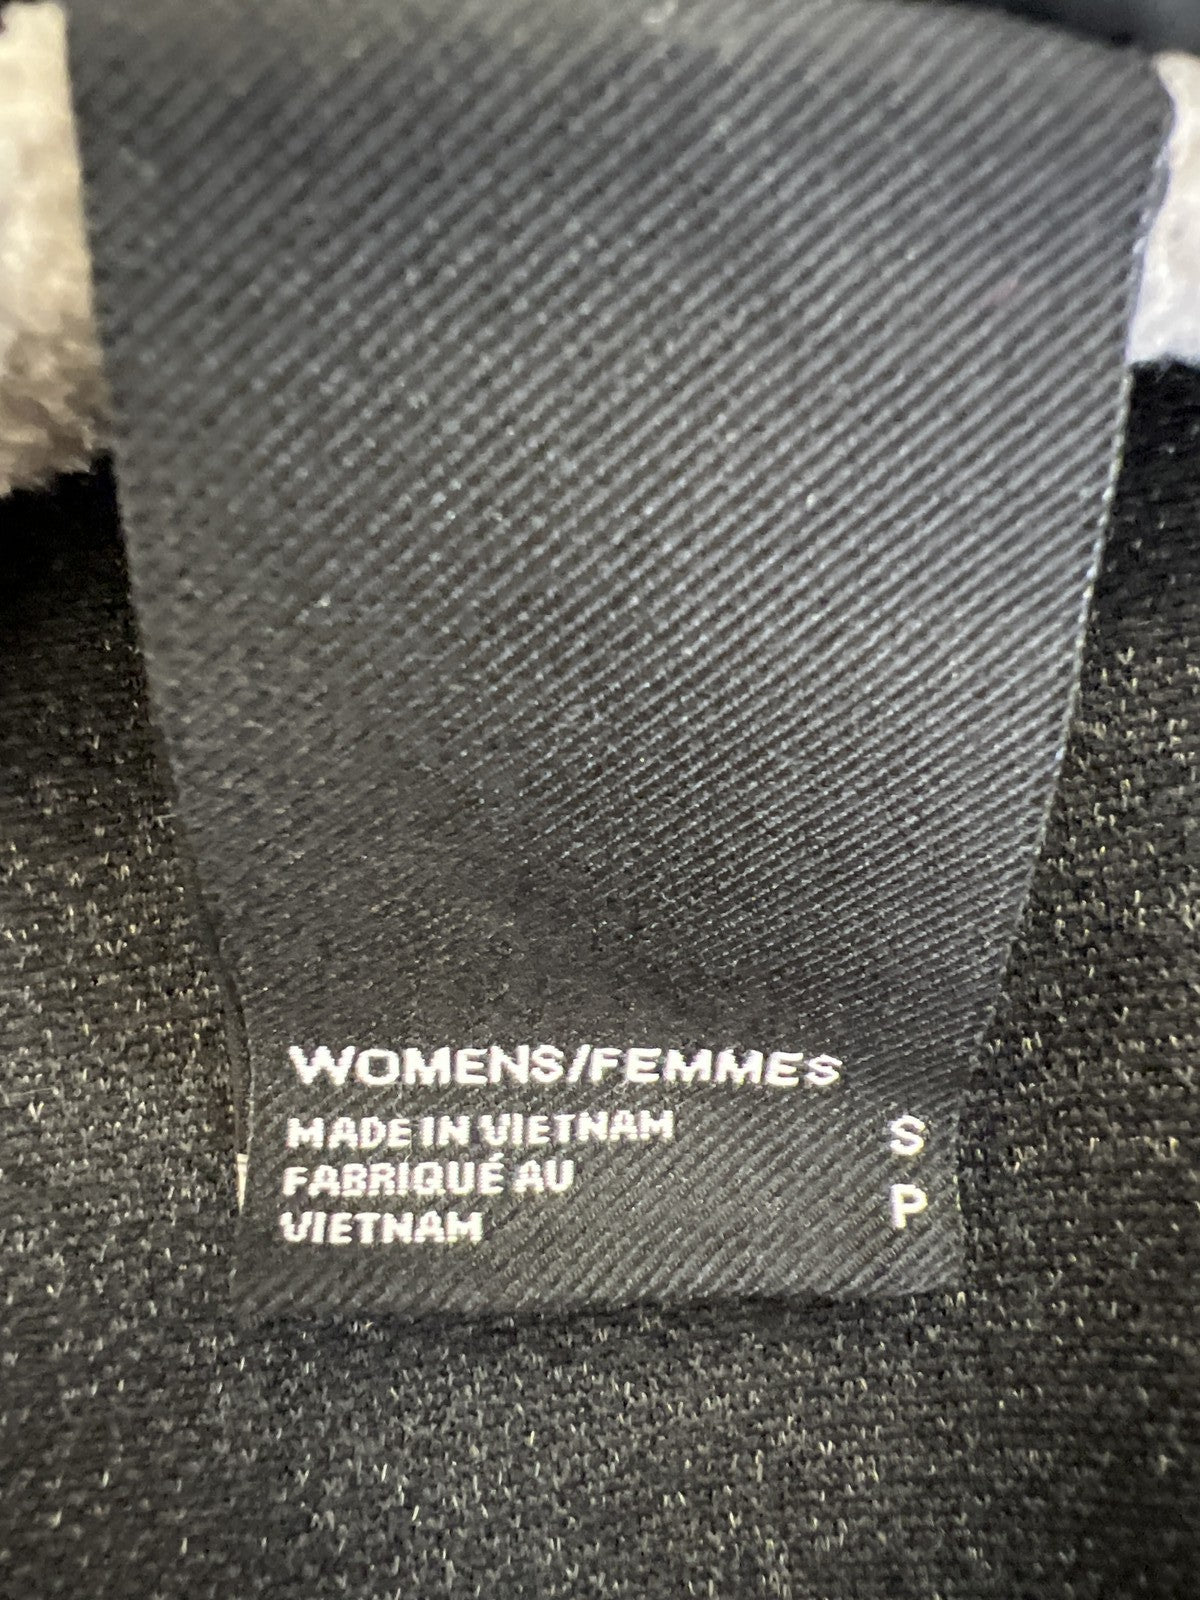 WOMENS/FEMMES
MADE IN VIETNAM S
FABRIQUÉ AU P
VIETNAM